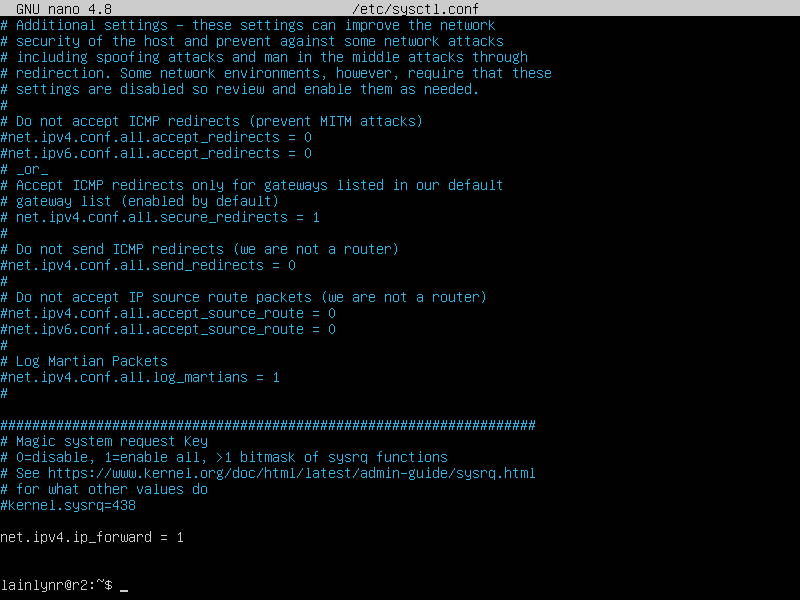 GNU nano 4.8 /etc/sysctl.conf
# Additional settings - these settings can improve the network
# security of the host and prevent against some network attacks
# including spoofing attacks and man in the middle attacks through
# redirection. Some network environments, however, require that these
# settings are disabled so review and enable them as needed.
#
# Do not accept ICMP redirects (prevent MITM attacks)
#net.ipv4.conf.all.accept_redirects = 0
#net.ipv6.conf.all.accept_redirects = 0
# _or_
# Accept ICMP redirects only for gateways listed in our default
# gateway list (enabled by default)
# net.ipv4.conf.all.secure_redirects = 1
#
# Do not send ICMP redirects (we are not a router)
#net.ipv4.conf.all.send_redirects = 0
#
# Do not accept IP source route packets (we are not a router)
#net.ipv4.conf.all.accept_source_route = 0
#net.ipv6.conf.all.accept_source_route = 0
#
# Log Martian Packets
#net.ipv4.conf.all.log_martians = 1
#
###################################################################
# Magic system request Key
# 0=disable, 1=enable all, >1 bitmask of sysrq functions
# See https://www.kernel.org/doc/html/latest/admin-guide/sysrq.html
# for what other values do
#kernel.sysrq=438
net.ipv4.ip_forward = 1
lainlynr@r2:~$ _